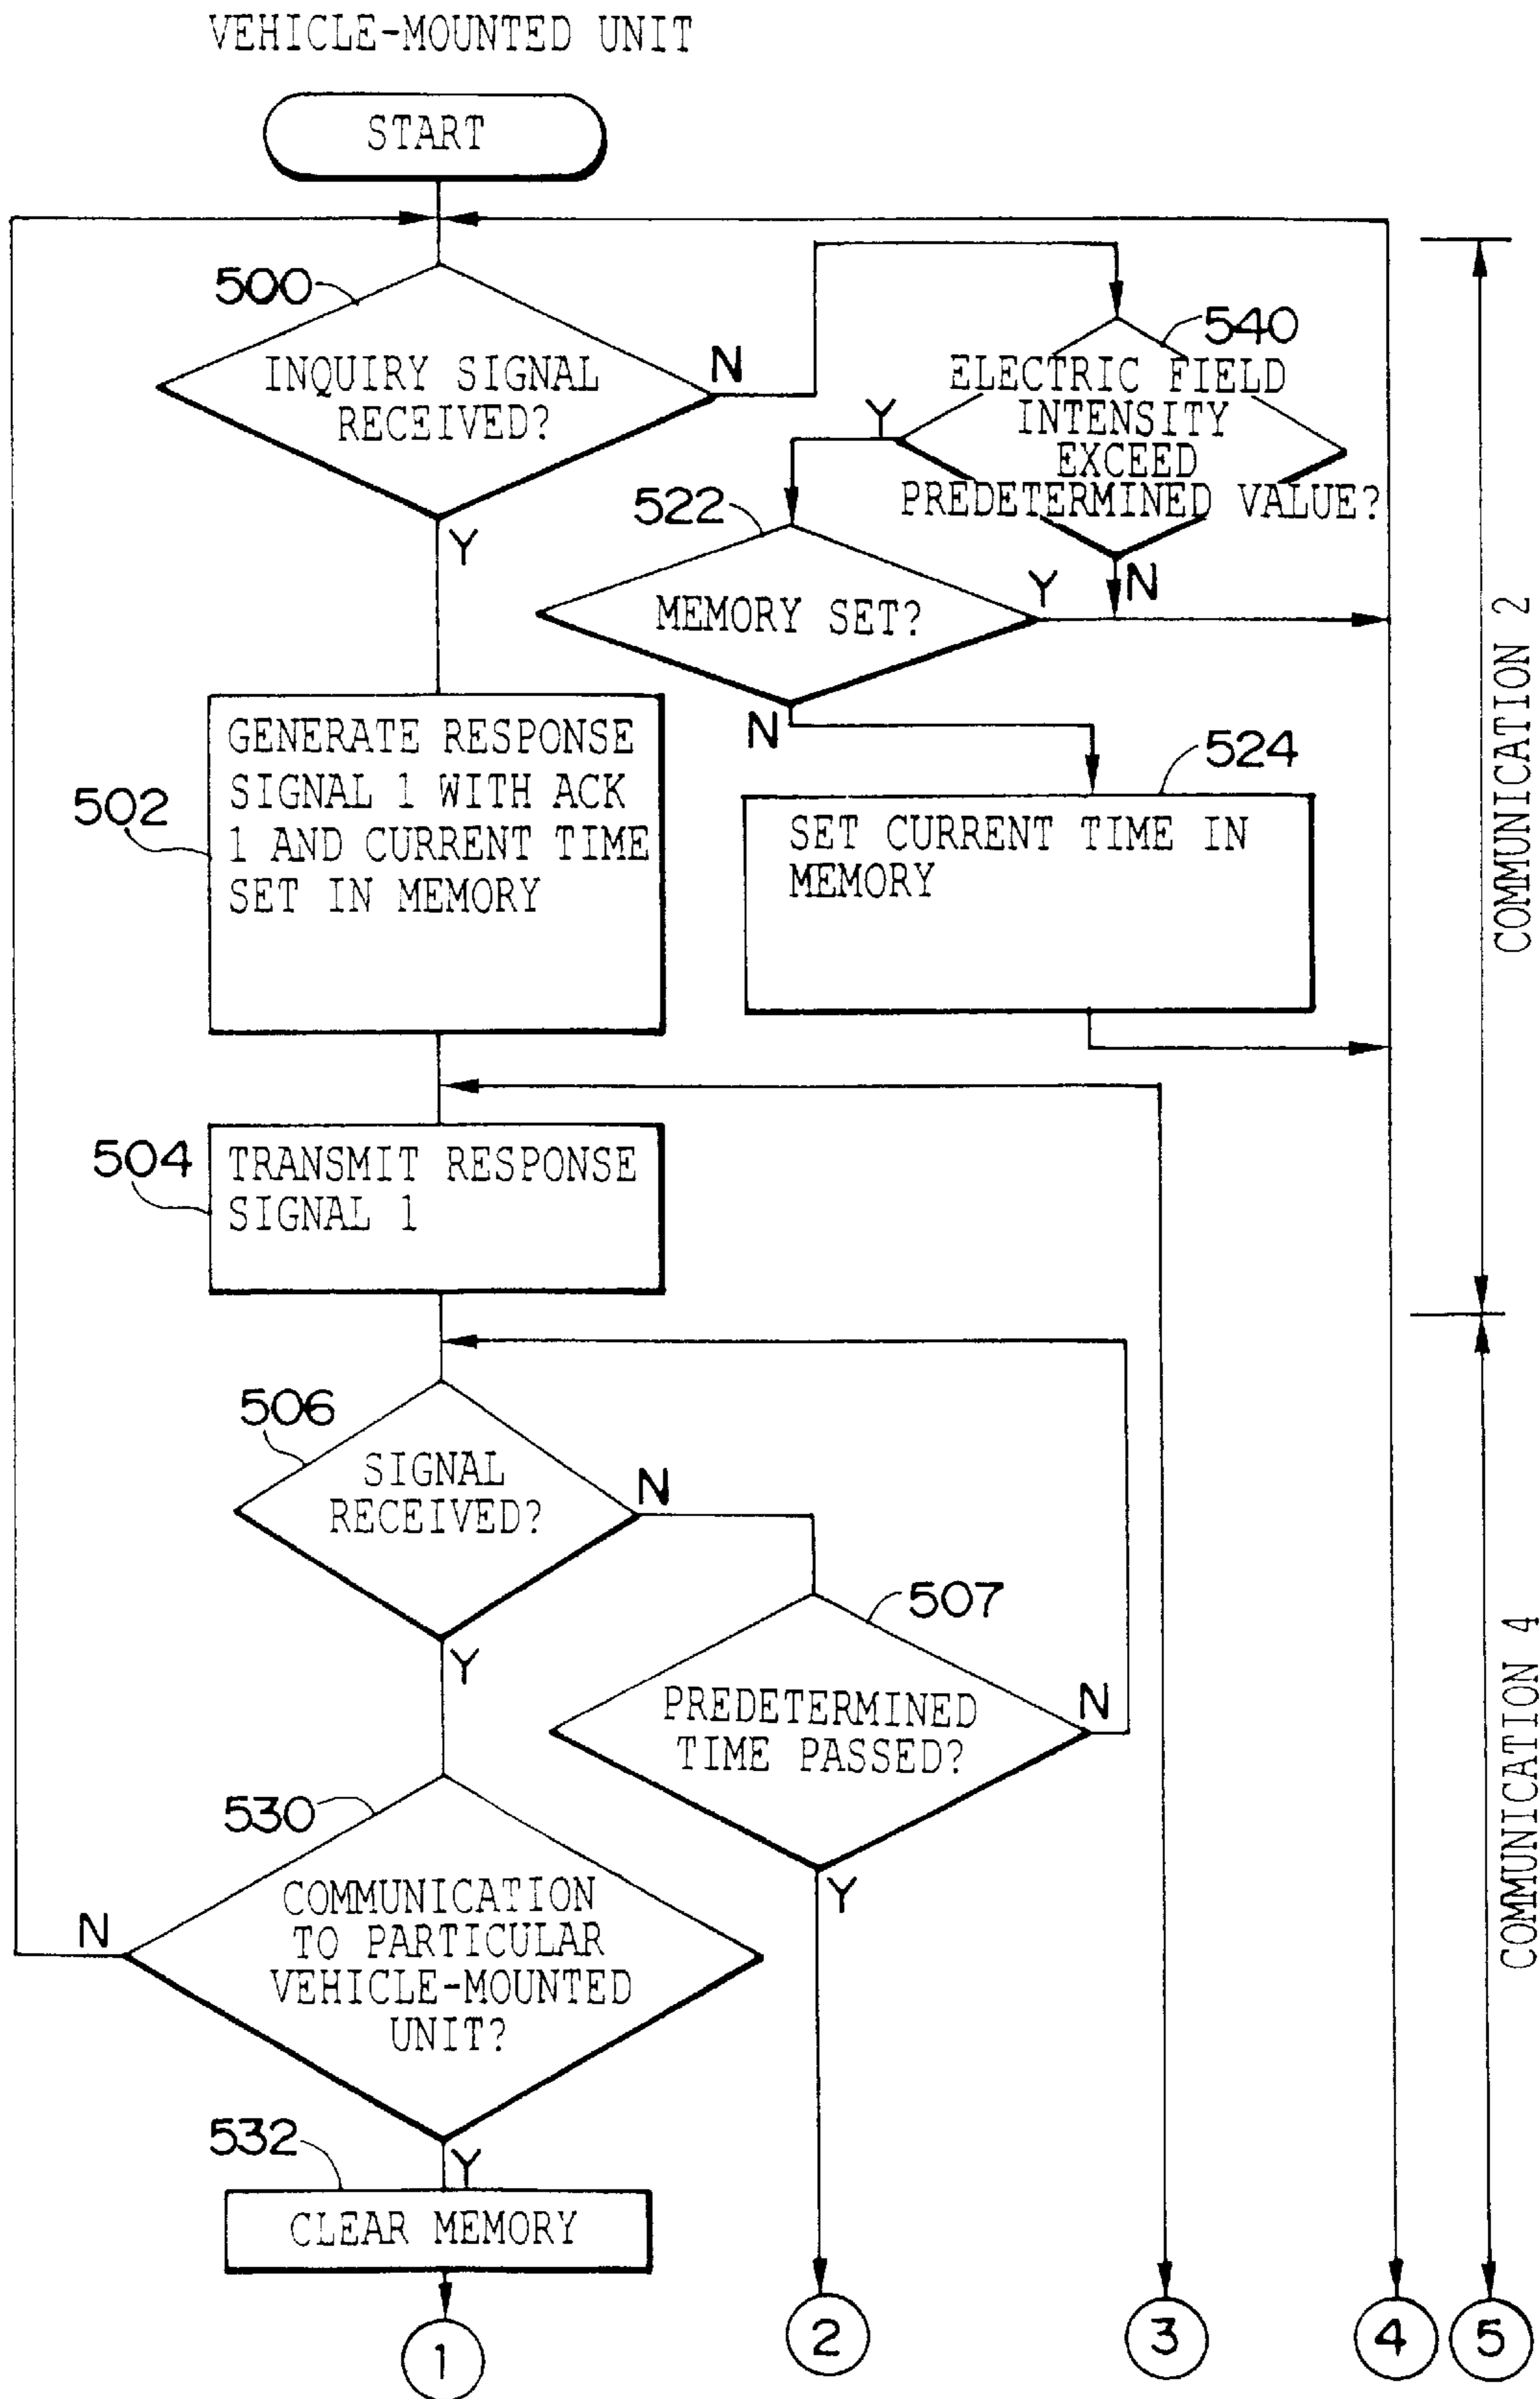 VEHICLE-MOUNTED UNIT
START
500
INQUIRY SIGNAL
RECEIVED?
N
Y
540
ELECTRIC FIELD
INTENSITY
EXCEED
PREDETERMINED VALUE?
Y
N
522
MEMORY SET?
Y
N
502
GENERATE RESPONSE
SIGNAL 1 WITH ACK
1 AND CURRENT TIME
SET IN MEMORY
524
SET CURRENT TIME IN
MEMORY
COMMUNICATION 2
504
TRANSMIT RESPONSE
SIGNAL 1
506
SIGNAL
RECEIVED?
N
Y
507
PREDETERMINED
TIME PASSED?
N
Y
COMMUNICATION 4
530
COMMUNICATION
TO PARTICULAR
VEHICLE-MOUNTED
UNIT?
N
Y
532
CLEAR MEMORY
1
2
3
4
5